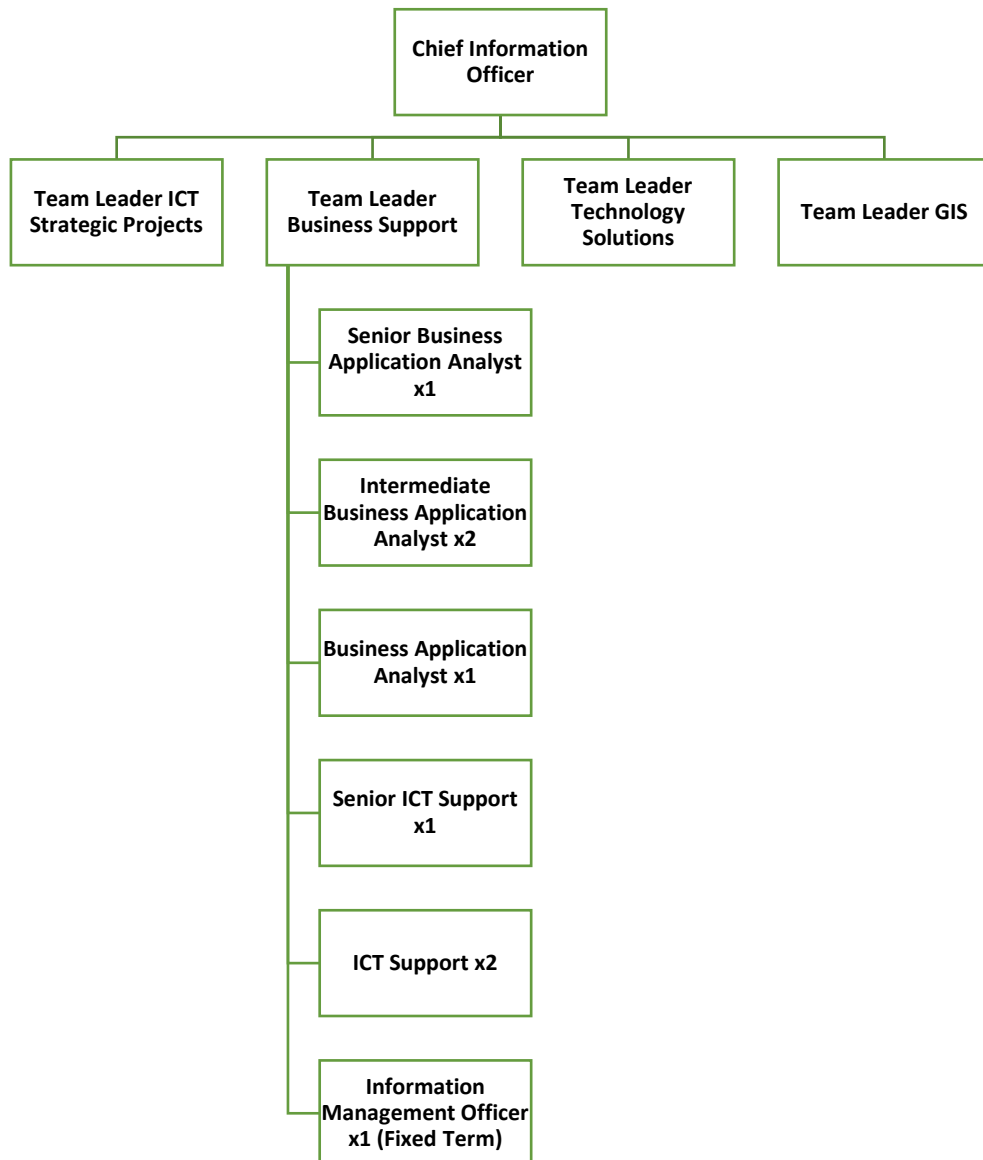 Chief Information
Officer
Team Leader ICT
Strategic Projects
Team Leader
Business Support
Team Leader
Technology
Solutions
Team Leader GIS
Senior Business
Application Analyst
x1
Intermediate
Business Application
Analyst x2
Business Application
Analyst x1
Senior ICT Support
x1
ICT Support x2
Information
Management Officer
x1 (Fixed Term)